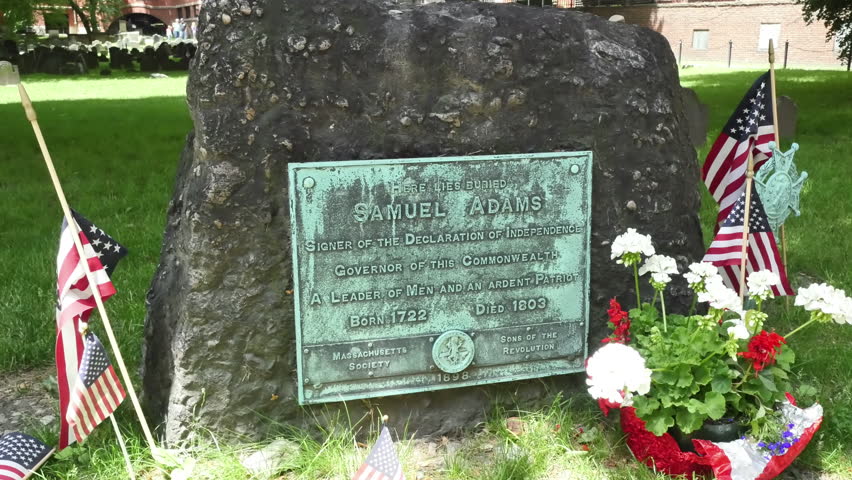 Here lies buried
Samuel Adams
Signer of the Declaration of Independence
Governor of this Commonwealth
A Leader of Men and an ardent Patriot
Born 1722 Died 1803
Massachusetts Society
Sons of the Revolution
1898